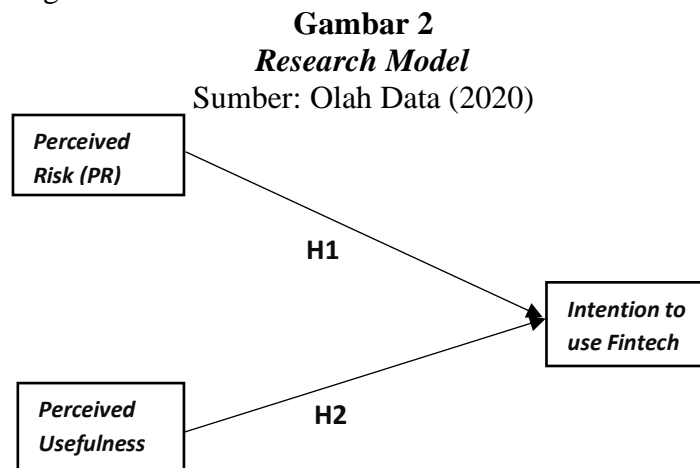 Gambar 2
Research Model
Sumber: Olah Data (2020)
Perceived
Risk (PR)
H1
Intention to
use Fintech
H2
Perceived
Usefulness